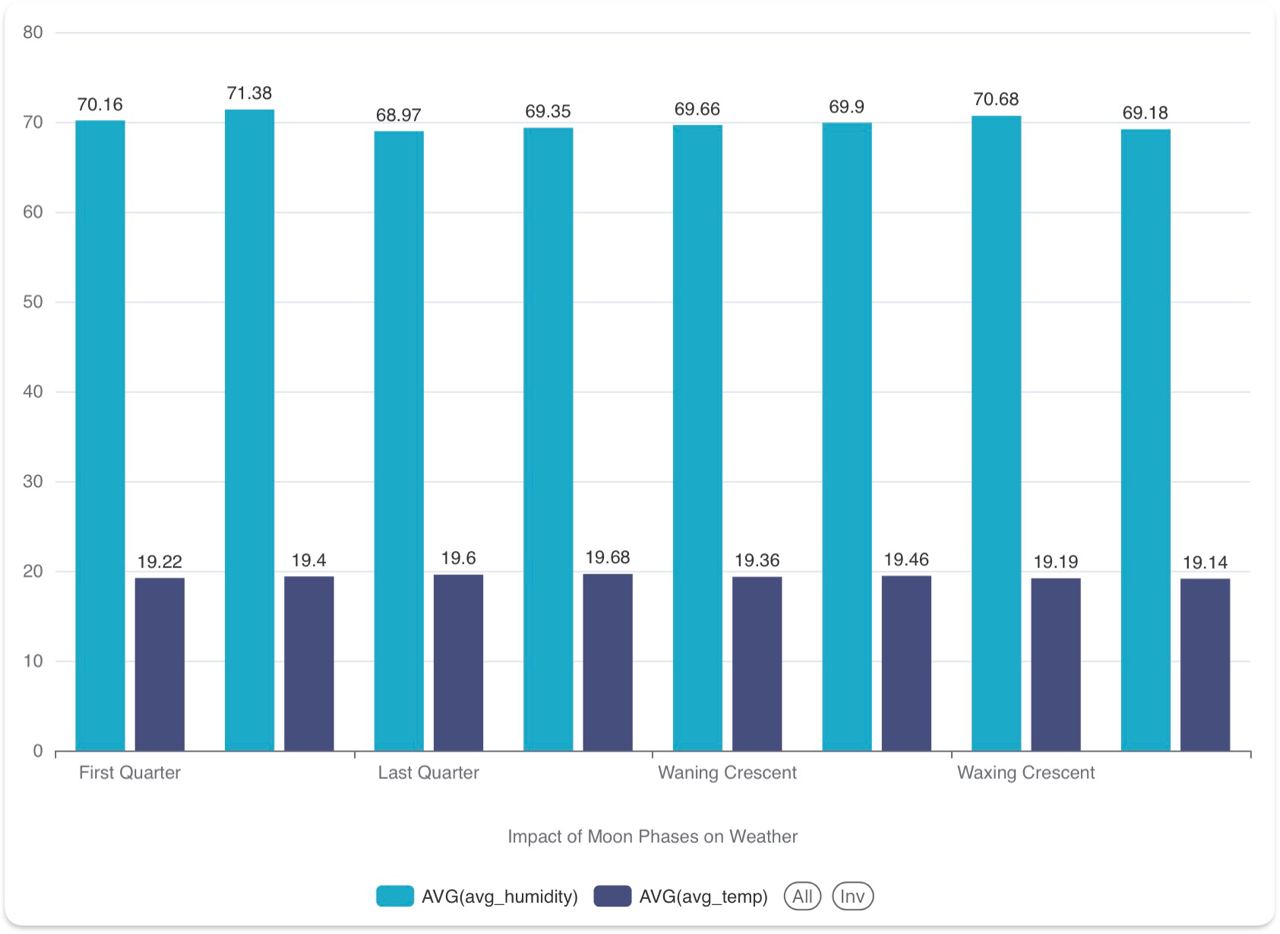 80
71.38
70.16
70.68
69.66
69.9
69.35
69.18
68.97
70
60
50
40
30
19.22
19.4
19.6
19.68
19.36
19.46
19.19
19.14
20
10
0
First Quarter
Last Quarter
Waning Crescent
Waxing Crescent
Impact of Moon Phases on Weather
AVG(avg_humidity)
AVG(avg_temp)
All
Inv